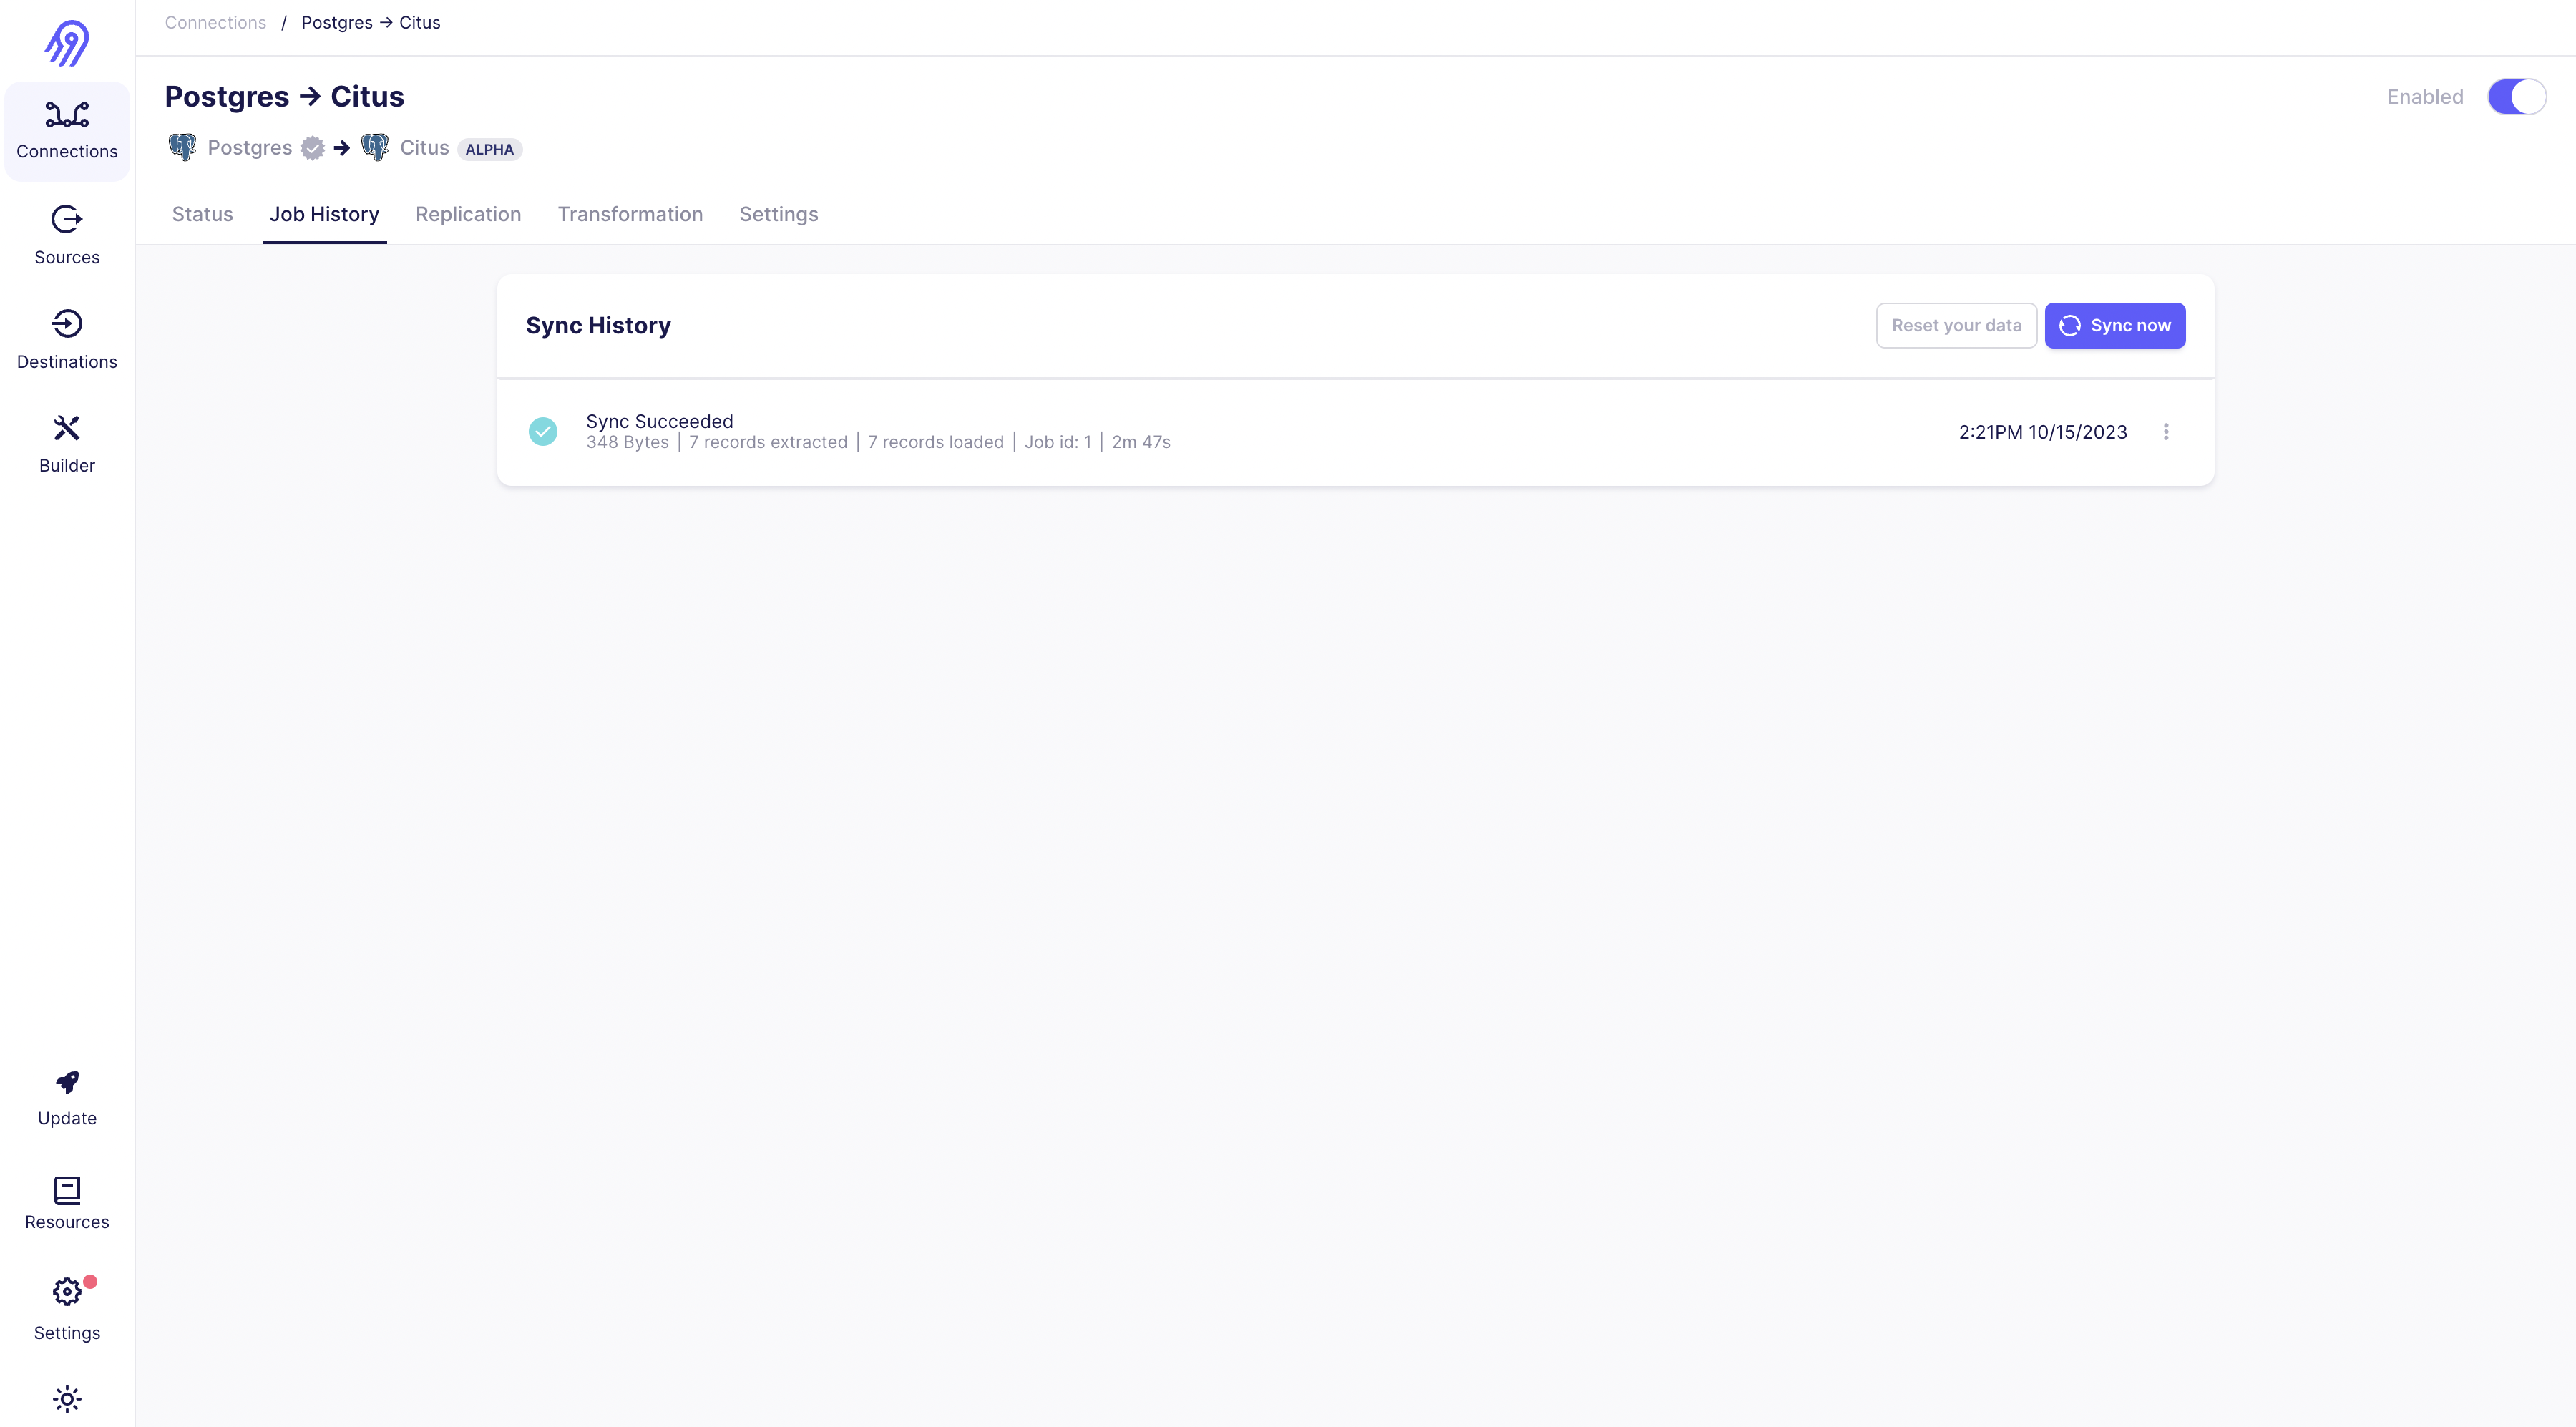 Connections / Postgres → Citus
Postgres → Citus
Enabled
Postgres → Citus ALPHA
Status Job History Replication Transformation Settings
Connections
Sources
Destinations
Builder
Update
Resources
Settings
Sync History
Reset your data
Sync now
Sync Succeeded
348 Bytes | 7 records extracted | 7 records loaded | Job id: 1 | 2m 47s
2:21PM 10/15/2023